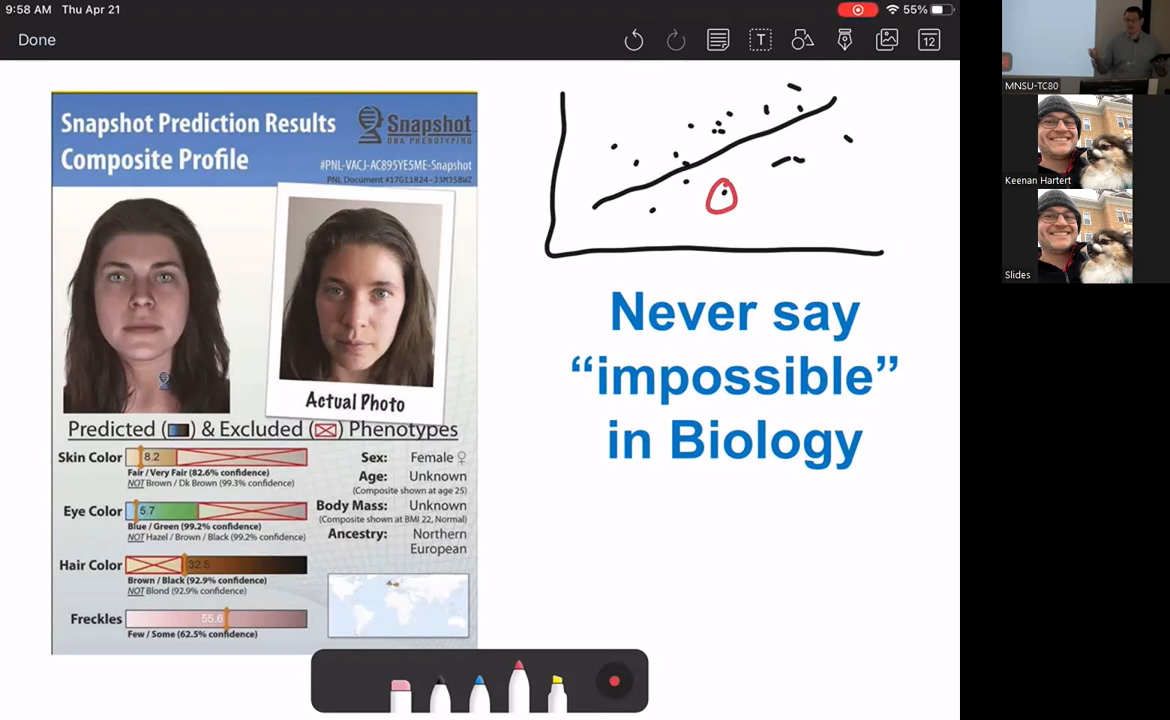 9:58 AM Thu Apr 21
55%
Done
T
12
MNSU-TC80
Keenan Hartert
Slides
Snapshot Prediction Results
Composite Profile
Snapshot
DNA PHENOTYPING
#PNL-VACJ-AC895YE5ME-Snapshot
PNL Document #17G11R24-33M358WZ
Actual Photo
Predicted ( ) & Excluded ( ) Phenotypes
Skin Color 8.2
Fair / Very Fair (82.6% confidence)
NOT Brown / Dk Brown (99.3% confidence)
Eye Color 5.7
Blue / Green (99.2% confidence)
NOT Hazel / Brown / Black (99.2% confidence)
Hair Color 32.5
Brown / Black (92.9% confidence)
NOT Blond (92.9% confidence)
Freckles 55.6
Few / Some (62.5% confidence)
Sex: Female ♀
Age: Unknown
(Composite shown at age 25)
Body Mass: Unknown
(Composite shown at BMI 22, Normal)
Ancestry: Northern
European
Never say
“impossible”
in Biology